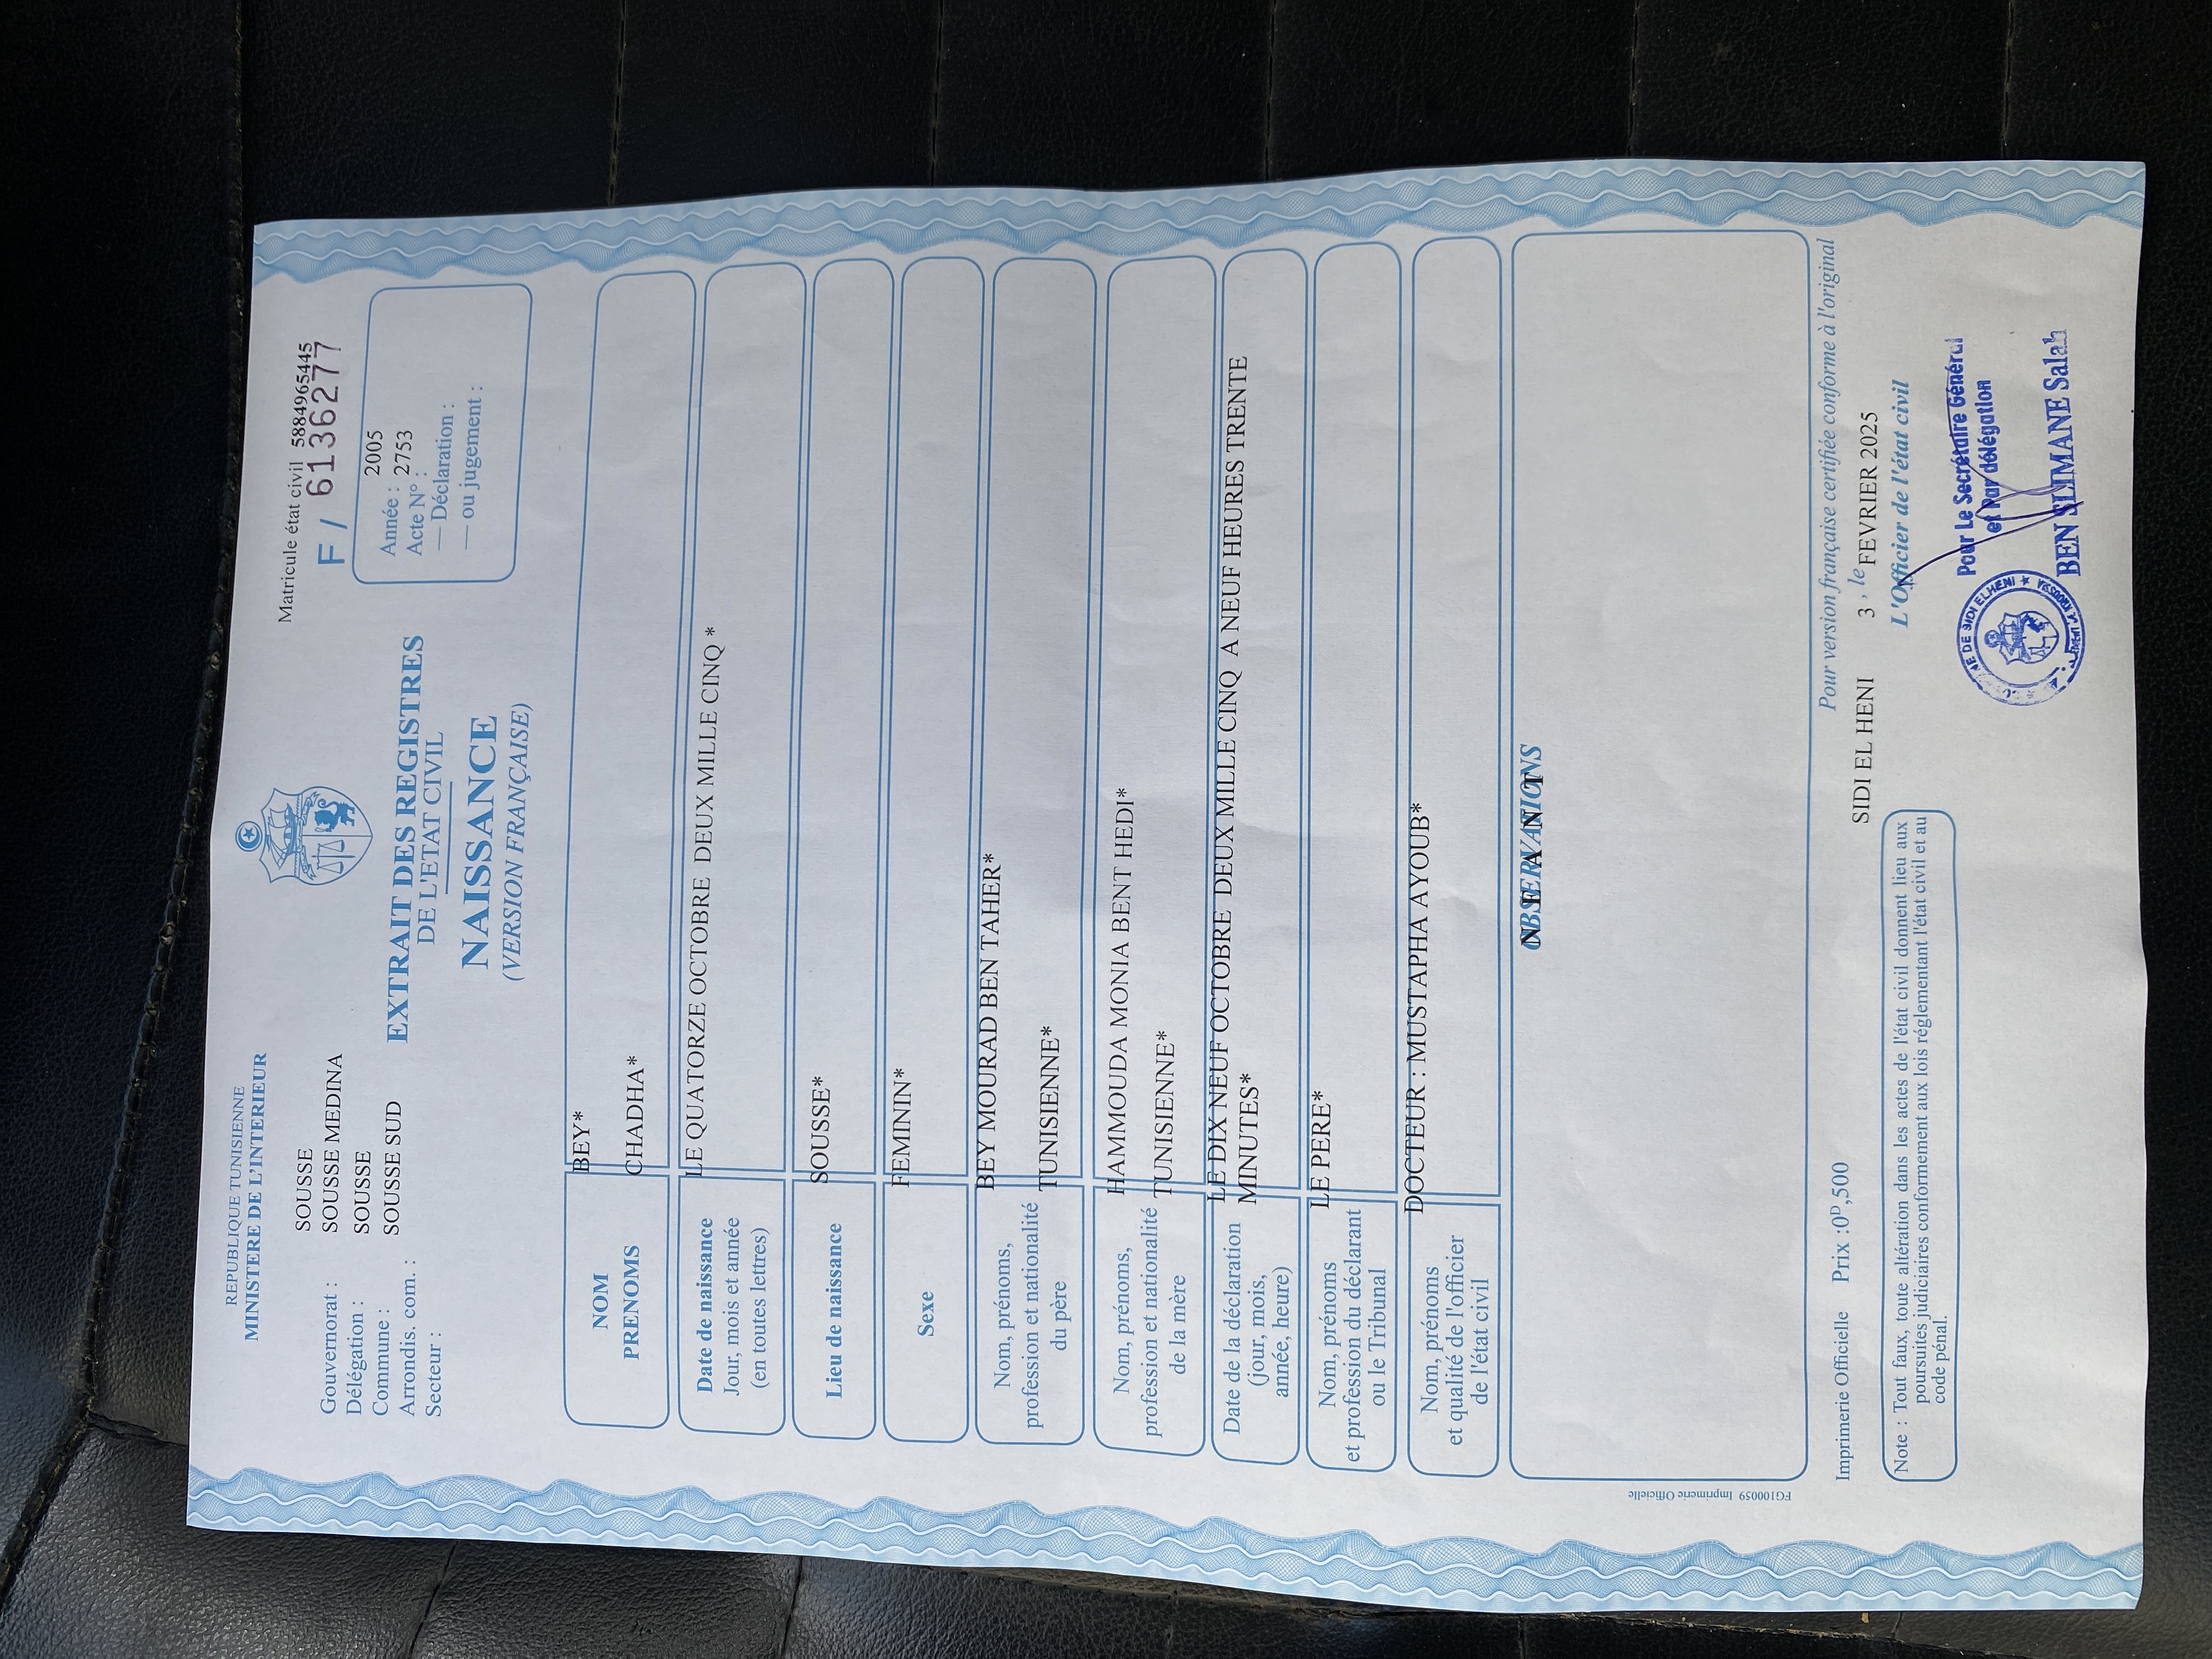 REPUBLIQUE TUNISIENNE
MINISTERE DE L'INTERIEUR
Matricule état civil 5884965445
F / 6136277
Gouvernorat : SOUSSE
Délégation : SOUSSE MEDINA
Commune : SOUSSE
Arrondis. com. : SOUSSE SUD
Secteur :
EXTRAIT DES REGISTRES
DE L'ETAT CIVIL
NAISSANCE
(VERSION FRANÇAISE)
Année : 2005
Acte N° : 2753
— Déclaration :
— ou jugement :
NOM BEY*
PRENOMS CHADHA*
Date de naissance
Jour, mois et année
(en toutes lettres)
LE QUATORZE OCTOBRE DEUX MILLE CINQ *
Lieu de naissance SOUSSE*
Sexe FEMININ*
Nom, prénoms,
profession et nationalité
du père
BEY MOURAD BEN TAHER*
TUNISIENNE*
Nom, prénoms,
profession et nationalité
de la mère
HAMMOUDA MONIA BENT HEDI*
TUNISIENNE*
Date de la déclaration
(jour, mois,
année, heure)
LE DIX NEUF OCTOBRE DEUX MILLE CINQ A NEUF HEURES TRENTE
MINUTES*
Nom, prénoms
et profession du déclarant
ou le Tribunal
LE PERE*
Nom, prénoms
et qualité de l'officier
de l'état civil
DOCTEUR : MUSTAPHA AYOUB*
OBSERVATIONS
N E A N T
FG100059 Imprimerie Officielle
Imprimerie Officielle Prix :0D,500
Pour version française certifiée conforme à l'original
SIDI EL HENI 3 , le FEVRIER 2025
L'Officier de l'état civil
Note : Tout faux, toute altération dans les actes de l'état civil donnent lieu aux
poursuites judiciaires conformement aux lois réglementant l'état civil et au
code pénal.
Pour Le Secrétaire Général
et Par délégation
BEN SLIMANE Salah
DE SIDI ELHENI